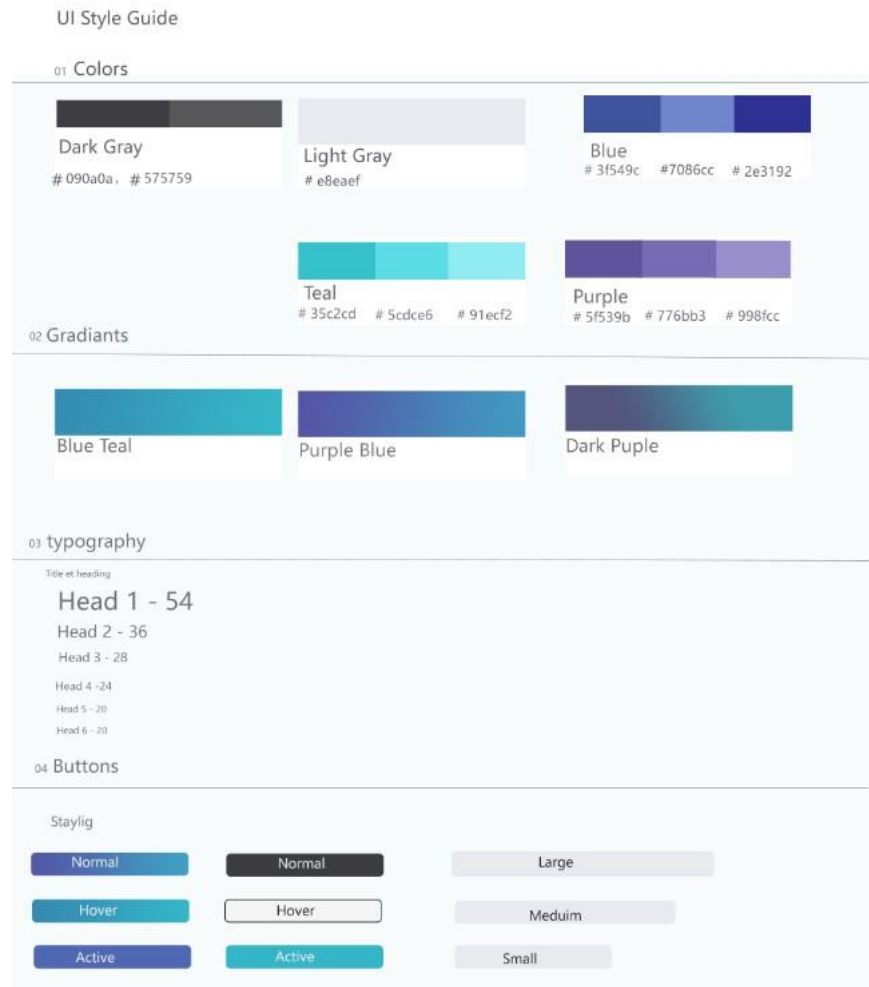 UI Style Guide
01 Colors
Dark Gray
# 090a0a, # 575759
Light Gray
# e8eaef
Blue
# 3f549c #7086cc # 2e3192
Teal
# 35c2cd # 5cdce6 # 91ecf2
Purple
# 5f539b # 776bb3 # 998fcc
02 Gradiants
Blue Teal
Purple Blue
Dark Puple
03 typography
Title et heading
Head 1 - 54
Head 2 - 36
Head 3 - 28
Head 4 -24
Head 5 - 20
Head 6 - 20
04 Buttons
Staylig
Normal
Normal
Large
Hover
Hover
Meduim
Active
Active
Small